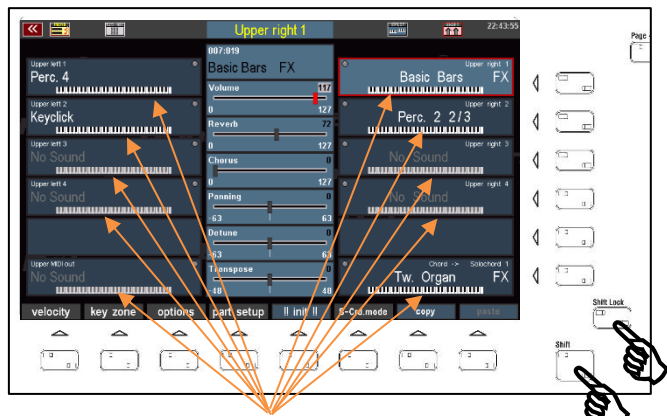 Upper right 1
22:43:55
Page
Upper left 1
Perc. 4
Upper left 2
Keyclick
Upper left 3
No Sound
Upper left 4
No Sound
Upper MIDI out
No Sound
007:019
Basic Bars FX
Volume 117
0 127
Reverb 72
0 127
Chorus 0
0 127
Panning 0
-63 63
Detune 0
-63 63
Transpose 0
-48 48
Upper right 1
Basic Bars FX
Upper right 2
Perc. 2 2/3
Upper right 3
No Sound
Upper right 4
No Sound
Chord -> Solochord 1
Tw. Organ FX
velocity key zone options part setup !! init !! S-Crd.mode copy paste
Shift Lock
Shift